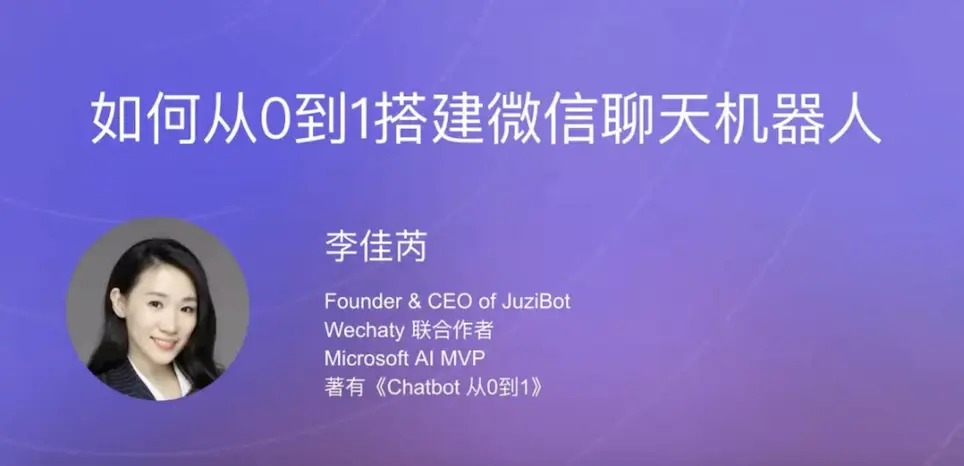 如何从0到1搭建微信聊天机器人
李佳芮
Founder & CEO of JuziBot
Wechaty 联合作者
Microsoft AI MVP
著有《Chatbot 从0到1》